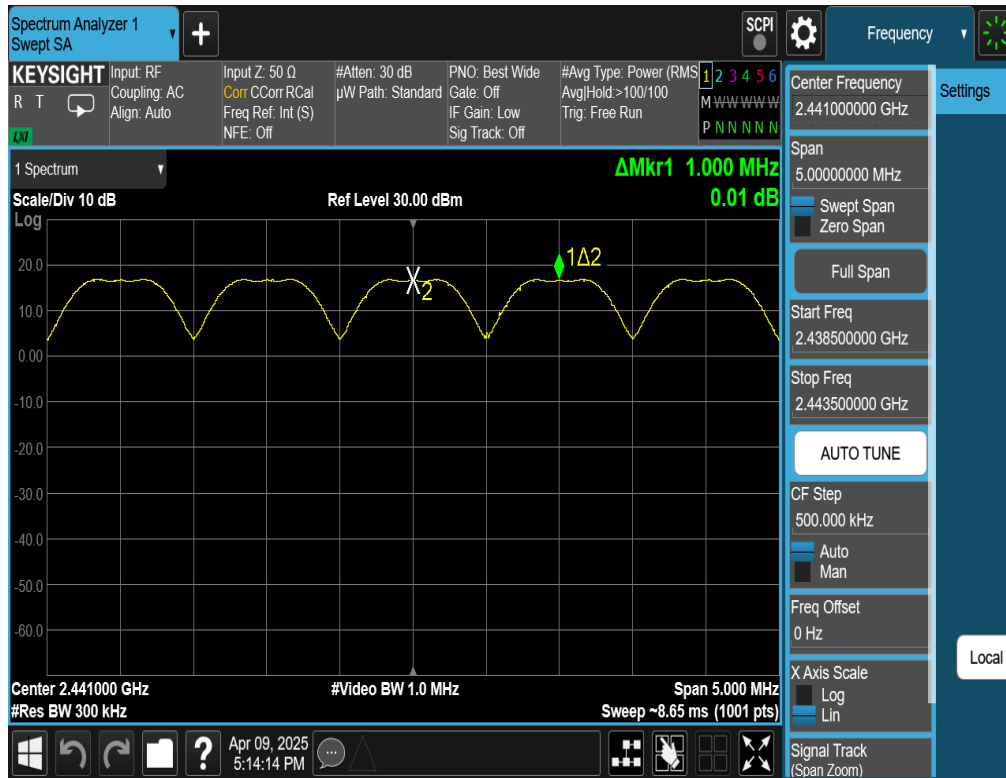 Spectrum Analyzer 1
Swept SA
+
SCPI
Frequency
KEYSIGHT
R T
LXI
Input: RF
Coupling: AC
Align: Auto
Input Z: 50 Ω
Corr CCorr RCal
Freq Ref: Int (S)
NFE: Off
#Atten: 30 dB
µW Path: Standard
PNO: Best Wide
Gate: Off
IF Gain: Low
Sig Track: Off
#Avg Type: Power (RMS
Avg|Hold:>100/100
Trig: Free Run
1 2 3 4 5 6
M W W W W W
P N N N N N
1 Spectrum
ΔMkr1 1.000 MHz
0.01 dB
Scale/Div 10 dB
Ref Level 30.00 dBm
Log
20.0
10.0
0.00
-10.0
-20.0
-30.0
-40.0
-50.0
-60.0
1Δ2
2
Center 2.441000 GHz
#Video BW 1.0 MHz
Span 5.000 MHz
#Res BW 300 kHz
Sweep ~8.65 ms (1001 pts)
Center Frequency
2.441000000 GHz
Span
5.00000000 MHz
Swept Span
Zero Span
Full Span
Start Freq
2.438500000 GHz
Stop Freq
2.443500000 GHz
AUTO TUNE
CF Step
500.000 kHz
Auto
Man
Freq Offset
0 Hz
X Axis Scale
Log
Lin
Signal Track
(Span Zoom)
Settings
Local
?
Apr 09, 2025
5:14:14 PM